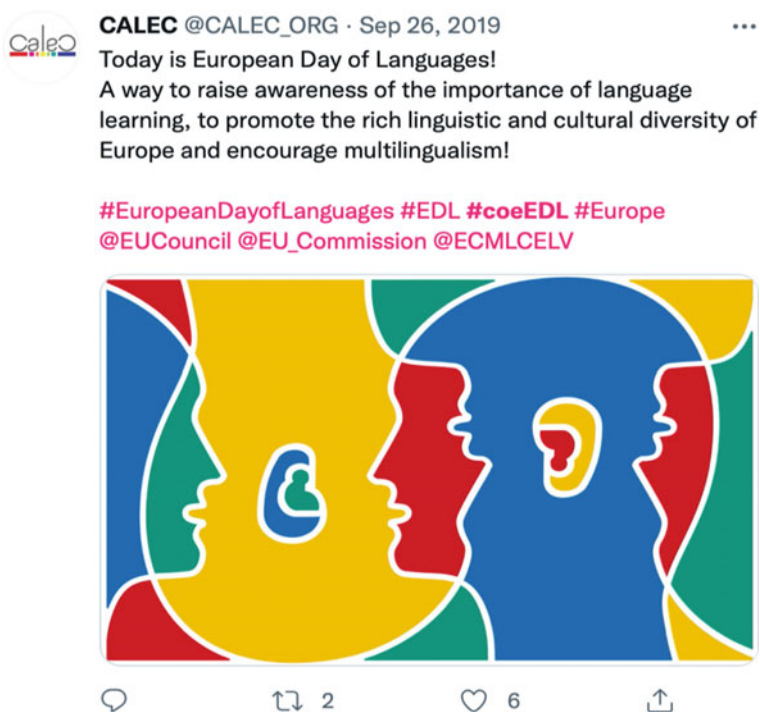 CALEC @CALEC_ORG · Sep 26, 2019
calec
Today is European Day of Languages!
A way to raise awareness of the importance of language
learning, to promote the rich linguistic and cultural diversity of
Europe and encourage multilingualism!
#EuropeanDayofLanguages #EDL #coeEDL #Europe
@EUCouncil @EU_Commission @ECMLCELV
2 6